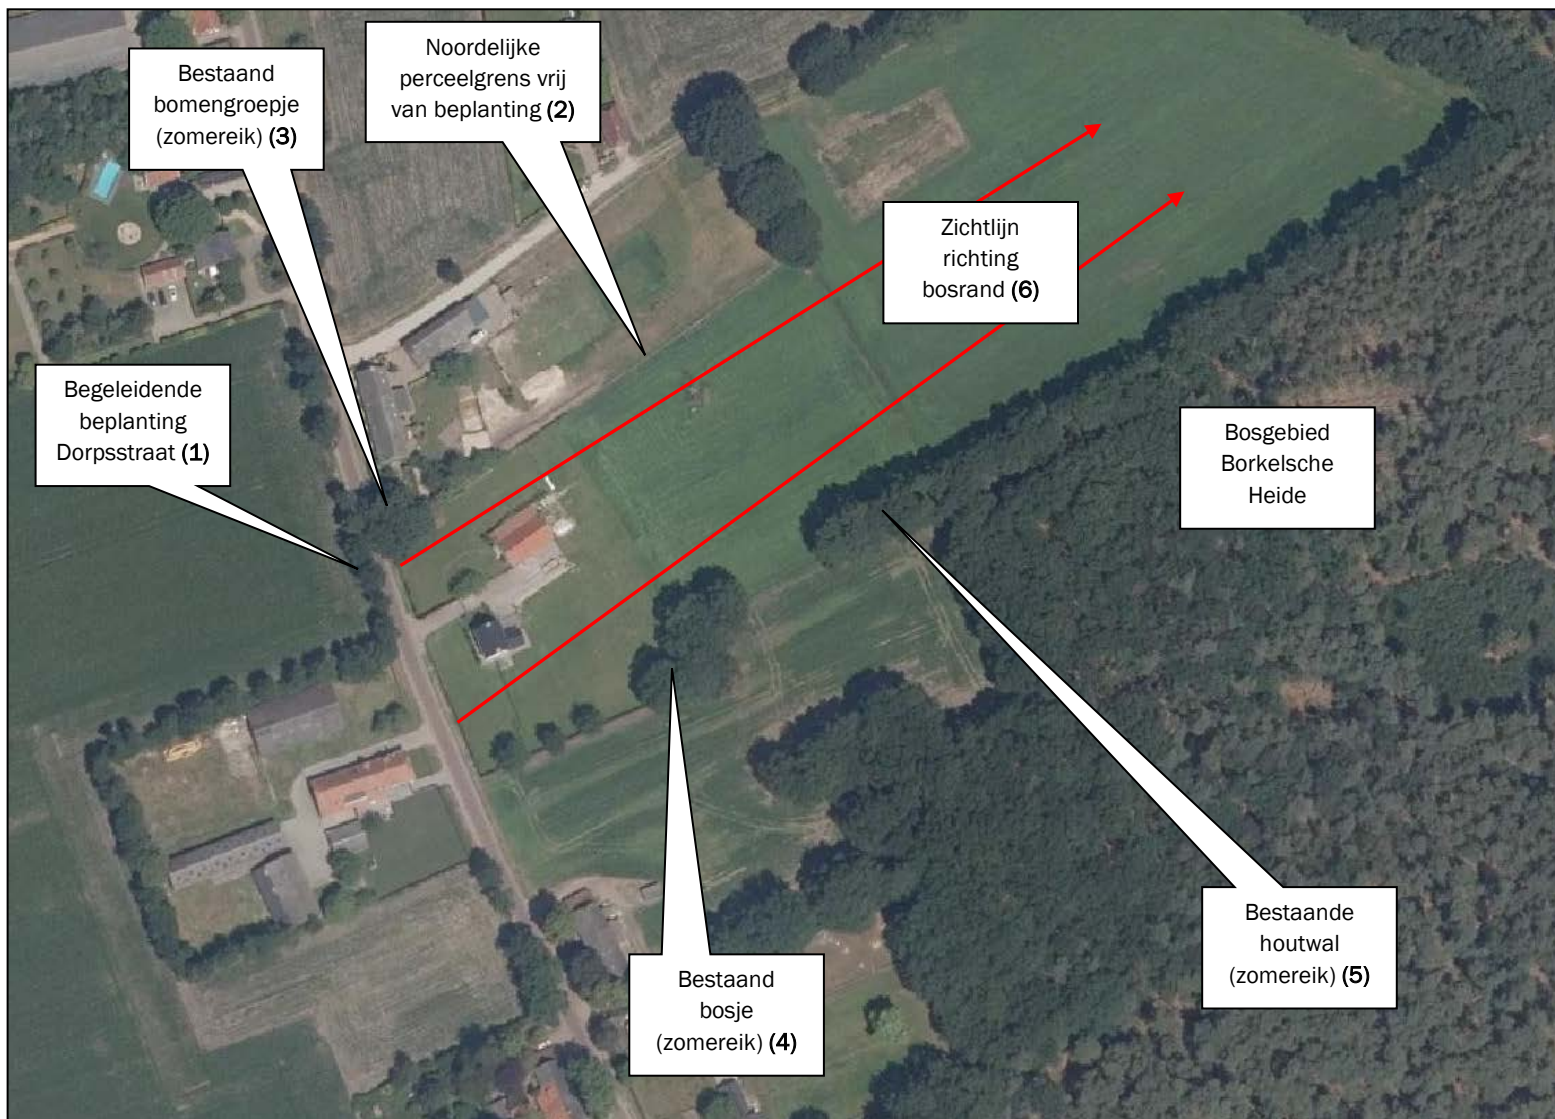 Noordelijke
perceelgrens vrij
van beplanting (2)
Bestaand
bomengroepje
(zomereik) (3)
Zichtlijn
richting
bosrand (6)
Begeleidende
beplanting
Dorpsstraat (1)
Bosgebied
Borkelsche
Heide
Bestaande
houtwal
(zomereik) (5)
Bestaand
bosje
(zomereik) (4)